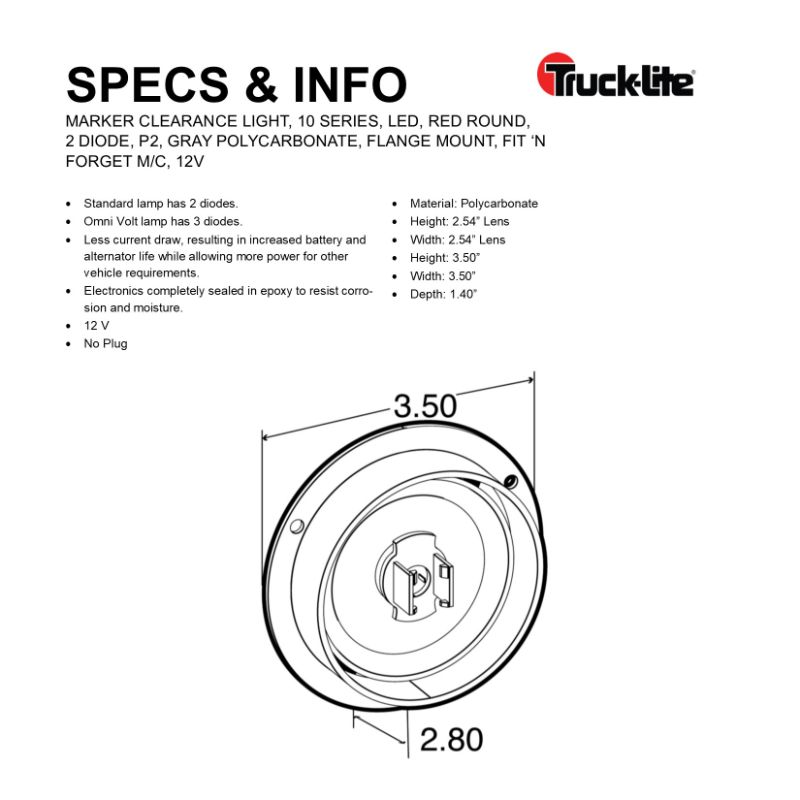 SPECS & INFO
Truck-Lite®
MARKER CLEARANCE LIGHT, 10 SERIES, LED, RED ROUND,
2 DIODE, P2, GRAY POLYCARBONATE, FLANGE MOUNT, FIT ‘N
FORGET M/C, 12V
• Standard lamp has 2 diodes.
• Omni Volt lamp has 3 diodes.
• Less current draw, resulting in increased battery and
alternator life while allowing more power for other
vehicle requirements.
• Electronics completely sealed in epoxy to resist corro-
sion and moisture.
• 12 V
• No Plug
• Material: Polycarbonate
• Height: 2.54” Lens
• Width: 2.54” Lens
• Height: 3.50”
• Width: 3.50”
• Depth: 1.40”
3.50
2.80